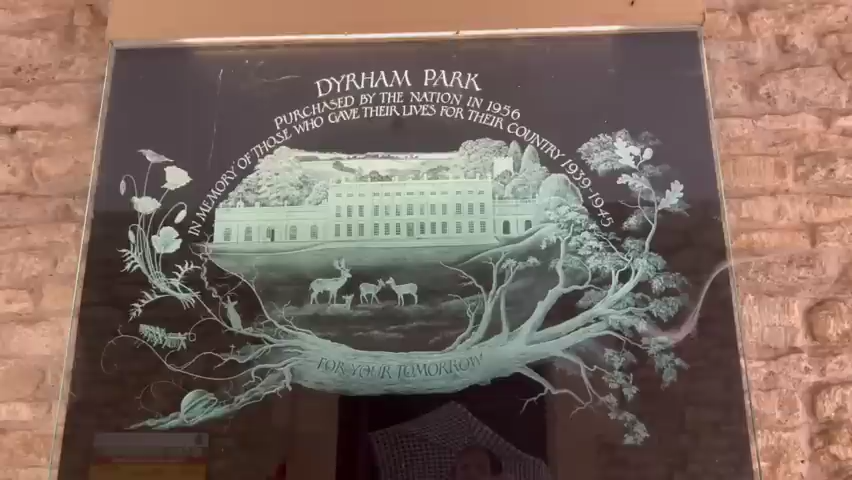 DYRHAM PARK
PURCHASED BY THE NATION IN 1956
IN MEMORY OF THOSE WHO GAVE THEIR LIVES FOR THEIR COUNTRY 1939-1945
FOR YOUR TOMORROW